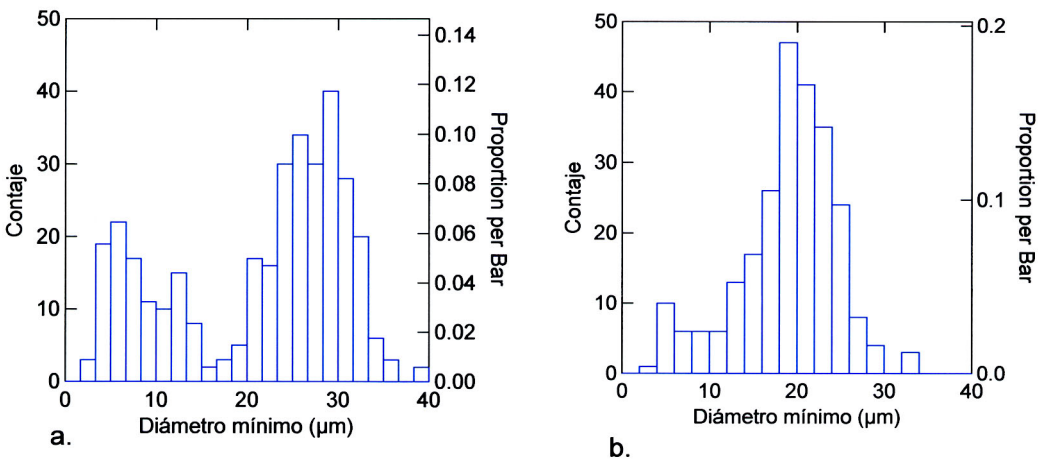 50
40
30
20
10
0
Contaje
0.14
0.12
0.10
0.08
0.06
0.04
0.02
0.00
Proportion per Bar
0 10 20 30 40
Diámetro mínimo (µm)
a.
50
40
30
20
10
0
Contaje
0.2
0.1
0.0
Proportion per Bar
0 10 20 30 40
Diámetro mínimo (µm)
b.